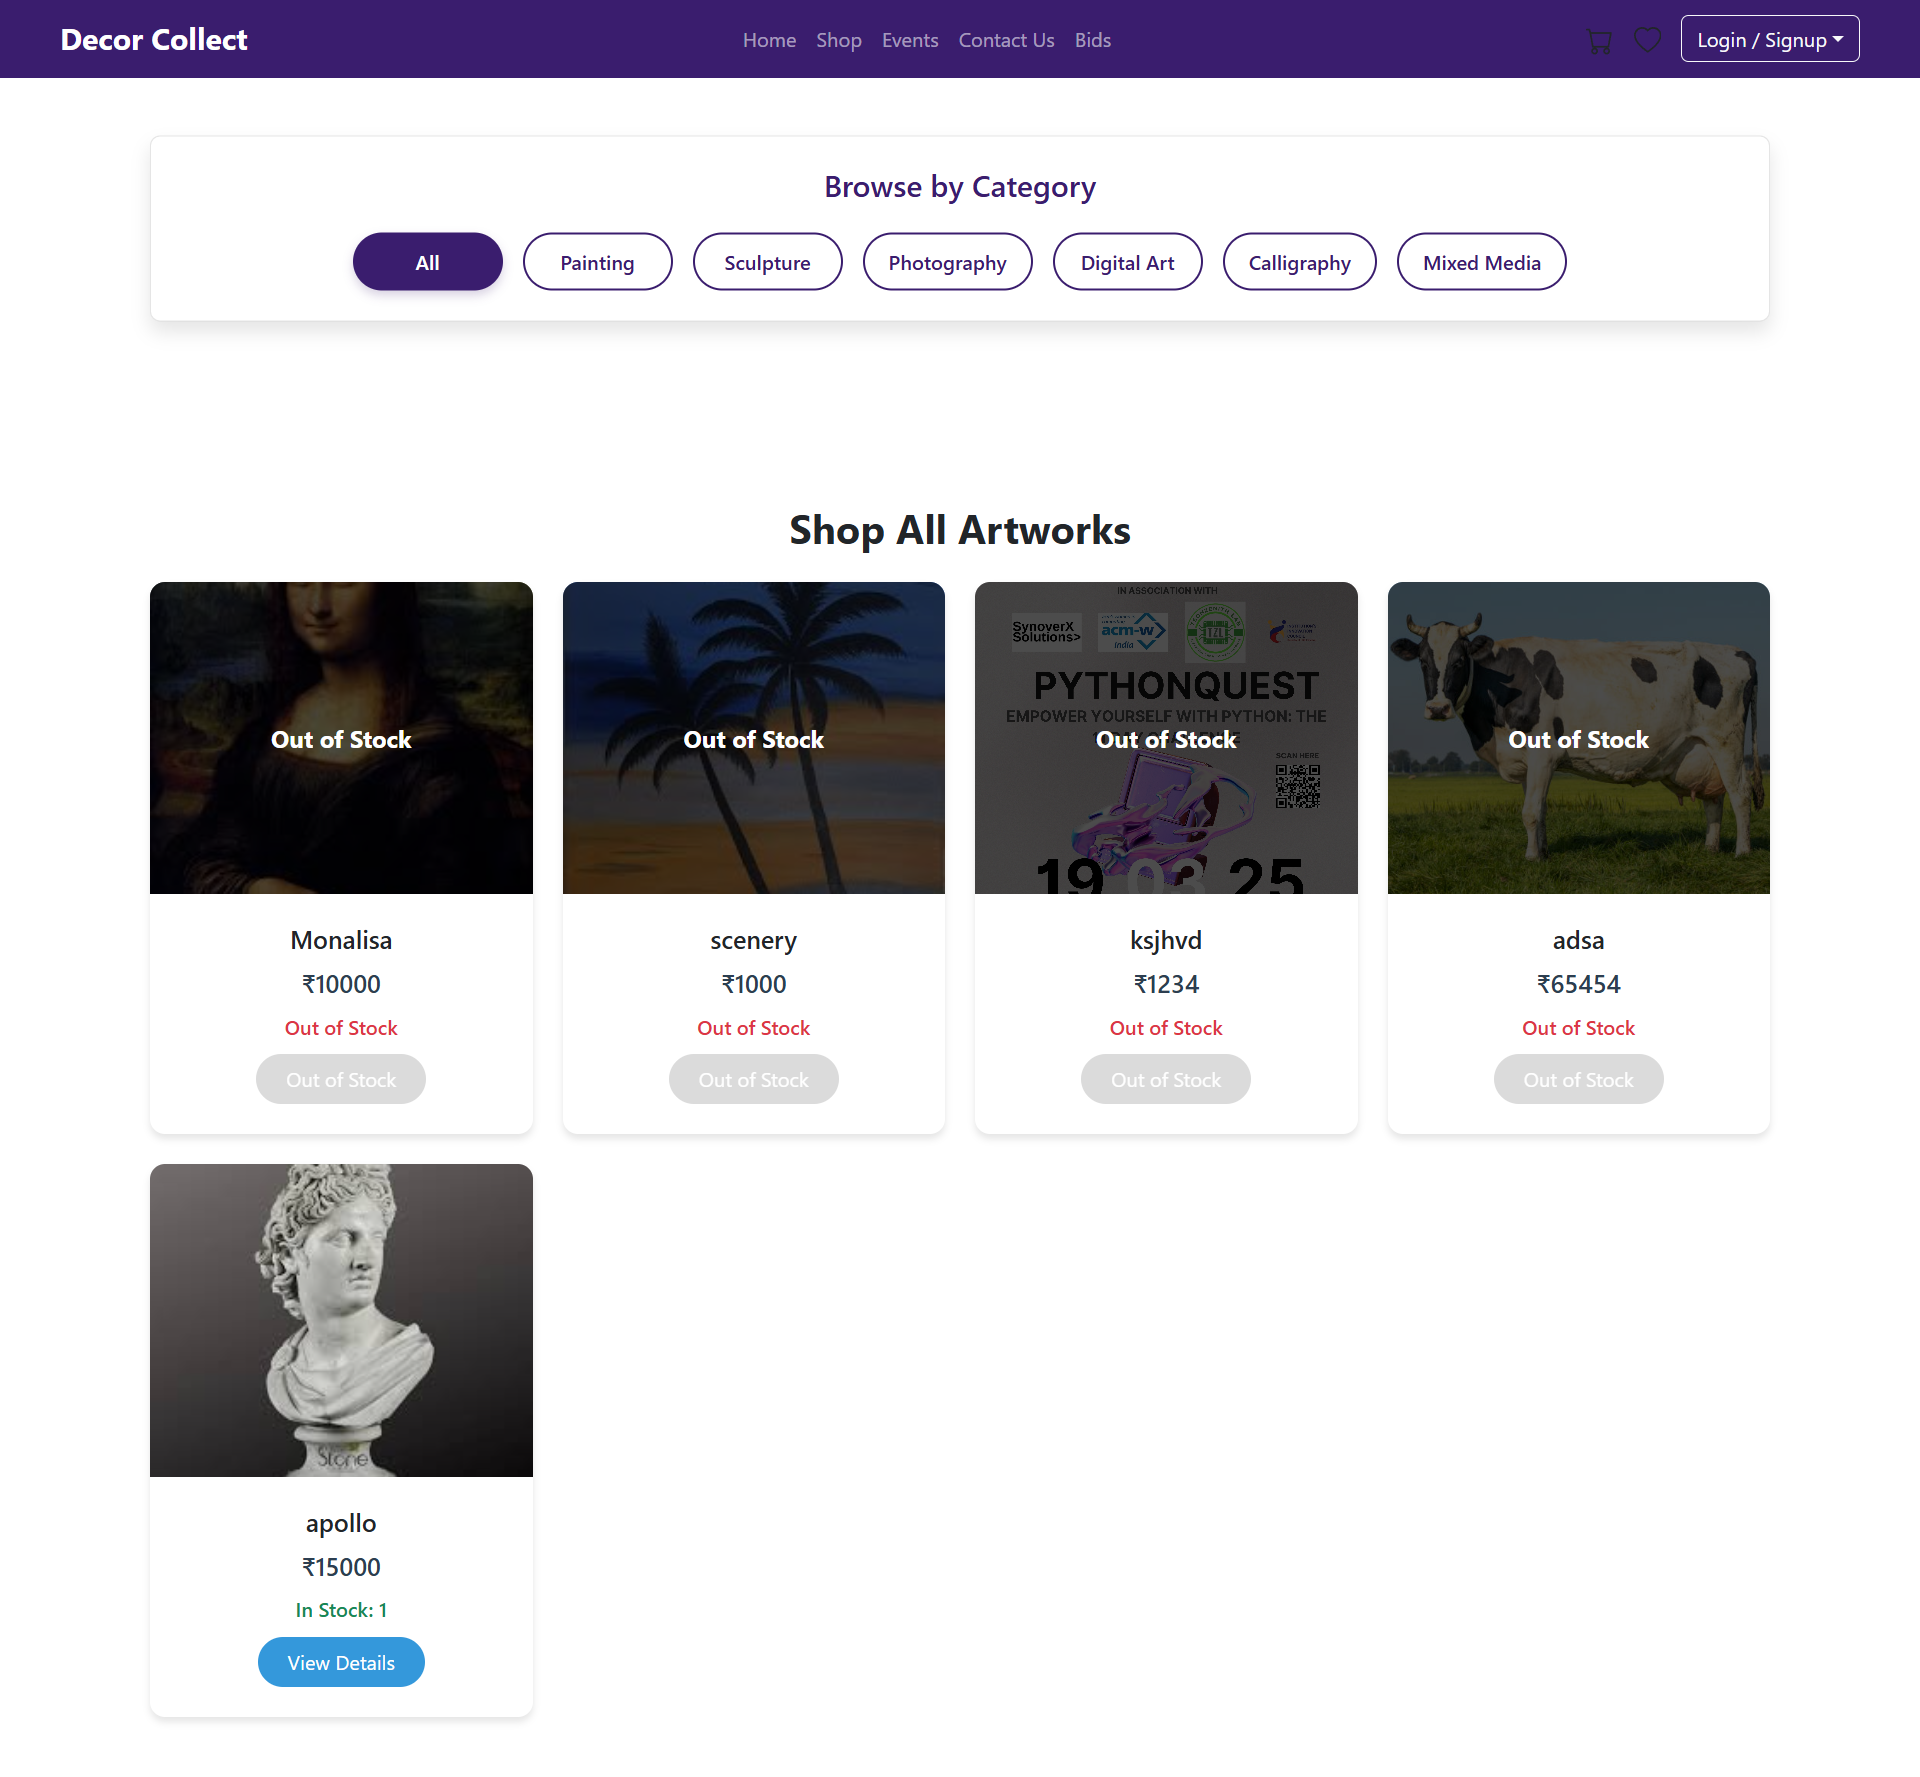 Decor Collect
Home Shop Events Contact Us Bids
Login / Signup
Browse by Category
All Painting Sculpture Photography Digital Art Calligraphy Mixed Media
Shop All Artworks
Out of Stock
Monalisa
₹10000
Out of Stock
Out of Stock
Out of Stock
scenery
₹1000
Out of Stock
Out of Stock
IN ASSOCIATION WITH
SynoverX
Solutions>
acm-w
India
TZL
PYTHONQUEST
EMPOWER YOURSELF WITH PYTHON: THE
Out of Stock
SCAN HERE
19 03 25
ksjhvd
₹1234
Out of Stock
Out of Stock
Out of Stock
adsa
₹65454
Out of Stock
Out of Stock
Stone
apollo
₹15000
In Stock: 1
View Details